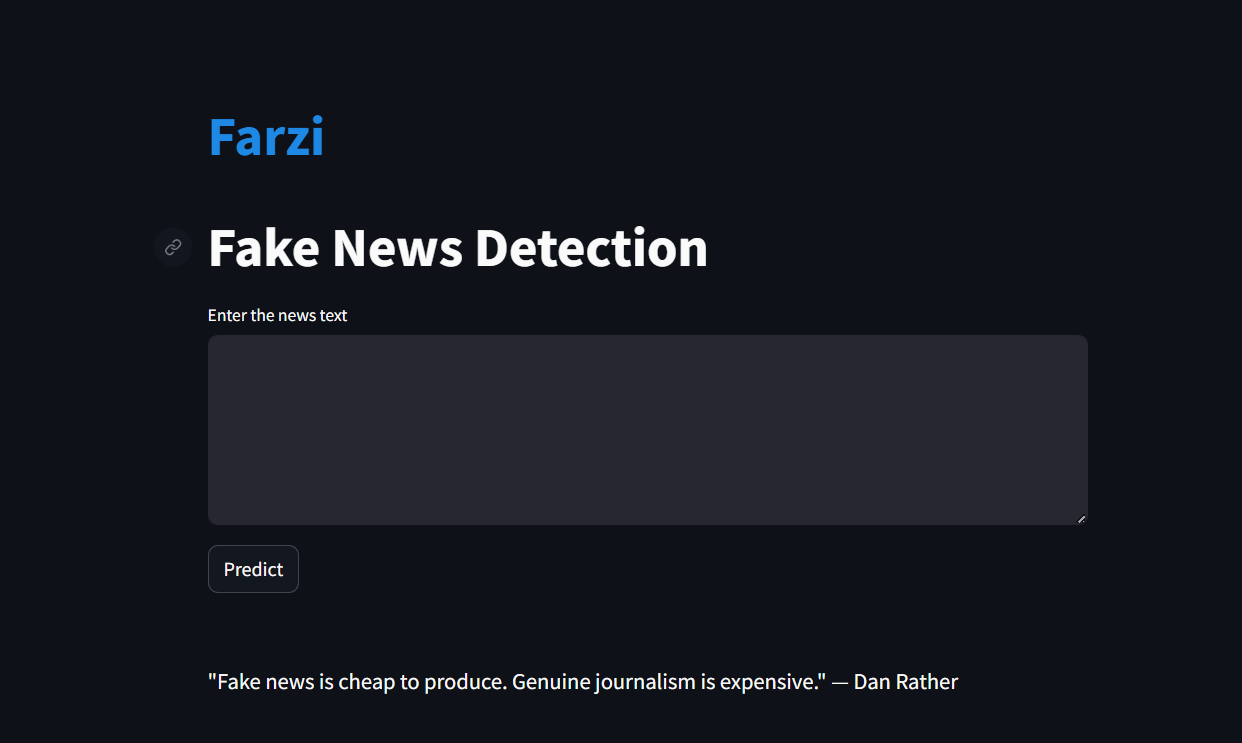 Farzi
Fake News Detection
Enter the news text
Predict
"Fake news is cheap to produce. Genuine journalism is expensive." — Dan Rather